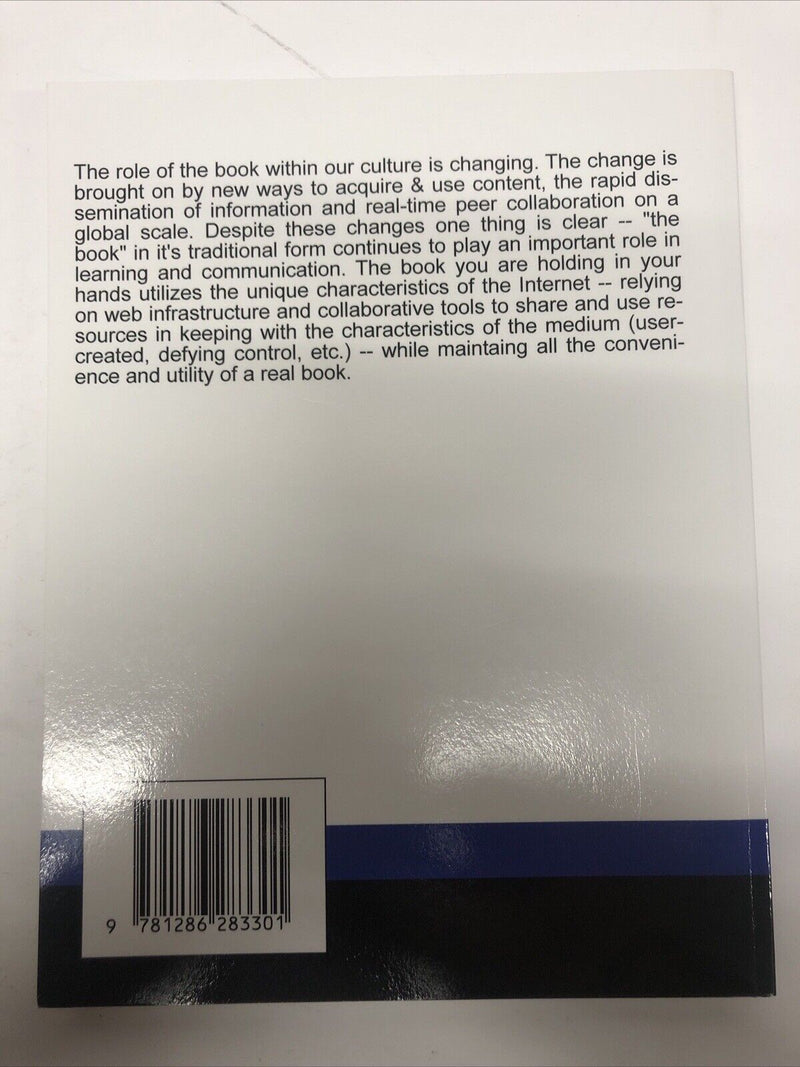 The role of the book within our culture is changing. The change is
brought on by new ways to acquire & use content, the rapid dis-
semination of information and real-time peer collaboration on a
global scale. Despite these changes one thing is clear -- "the
book" in it's traditional form continues to play an important role in
learning and communication. The book you are holding in your
hands utilizes the unique characteristics of the Internet -- relying
on web infrastructure and collaborative tools to share and use re-
sources in keeping with the characteristics of the medium (user-
created, defying control, etc.) -- while maintaing all the conveni-
ence and utility of a real book.
9 781286 283301